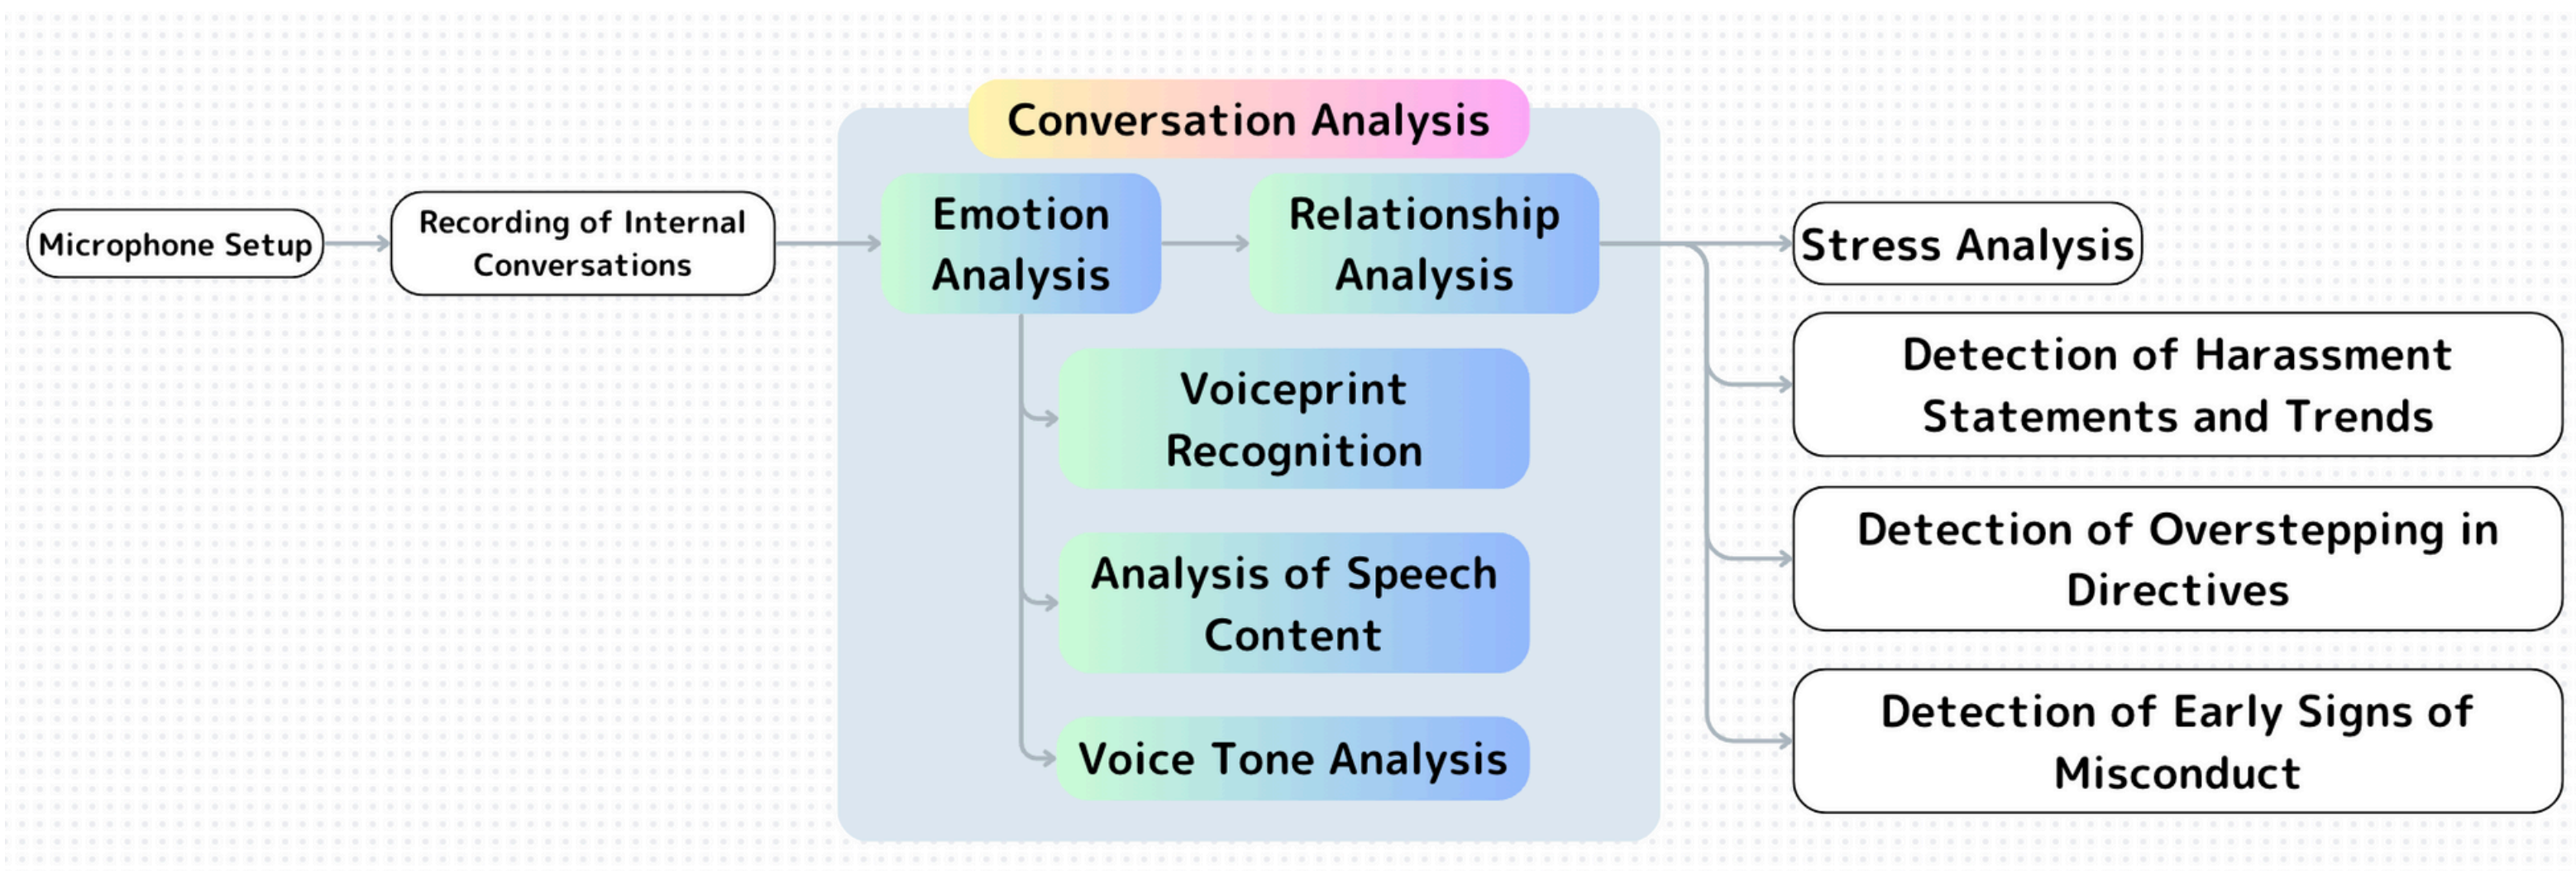 Conversation Analysis
Microphone Setup
Recording of Internal
Conversations
Emotion
Analysis
Relationship
Analysis
Voiceprint
Recognition
Analysis of Speech
Content
Voice Tone Analysis
Stress Analysis
Detection of Harassment
Statements and Trends
Detection of Overstepping in
Directives
Detection of Early Signs of
Misconduct